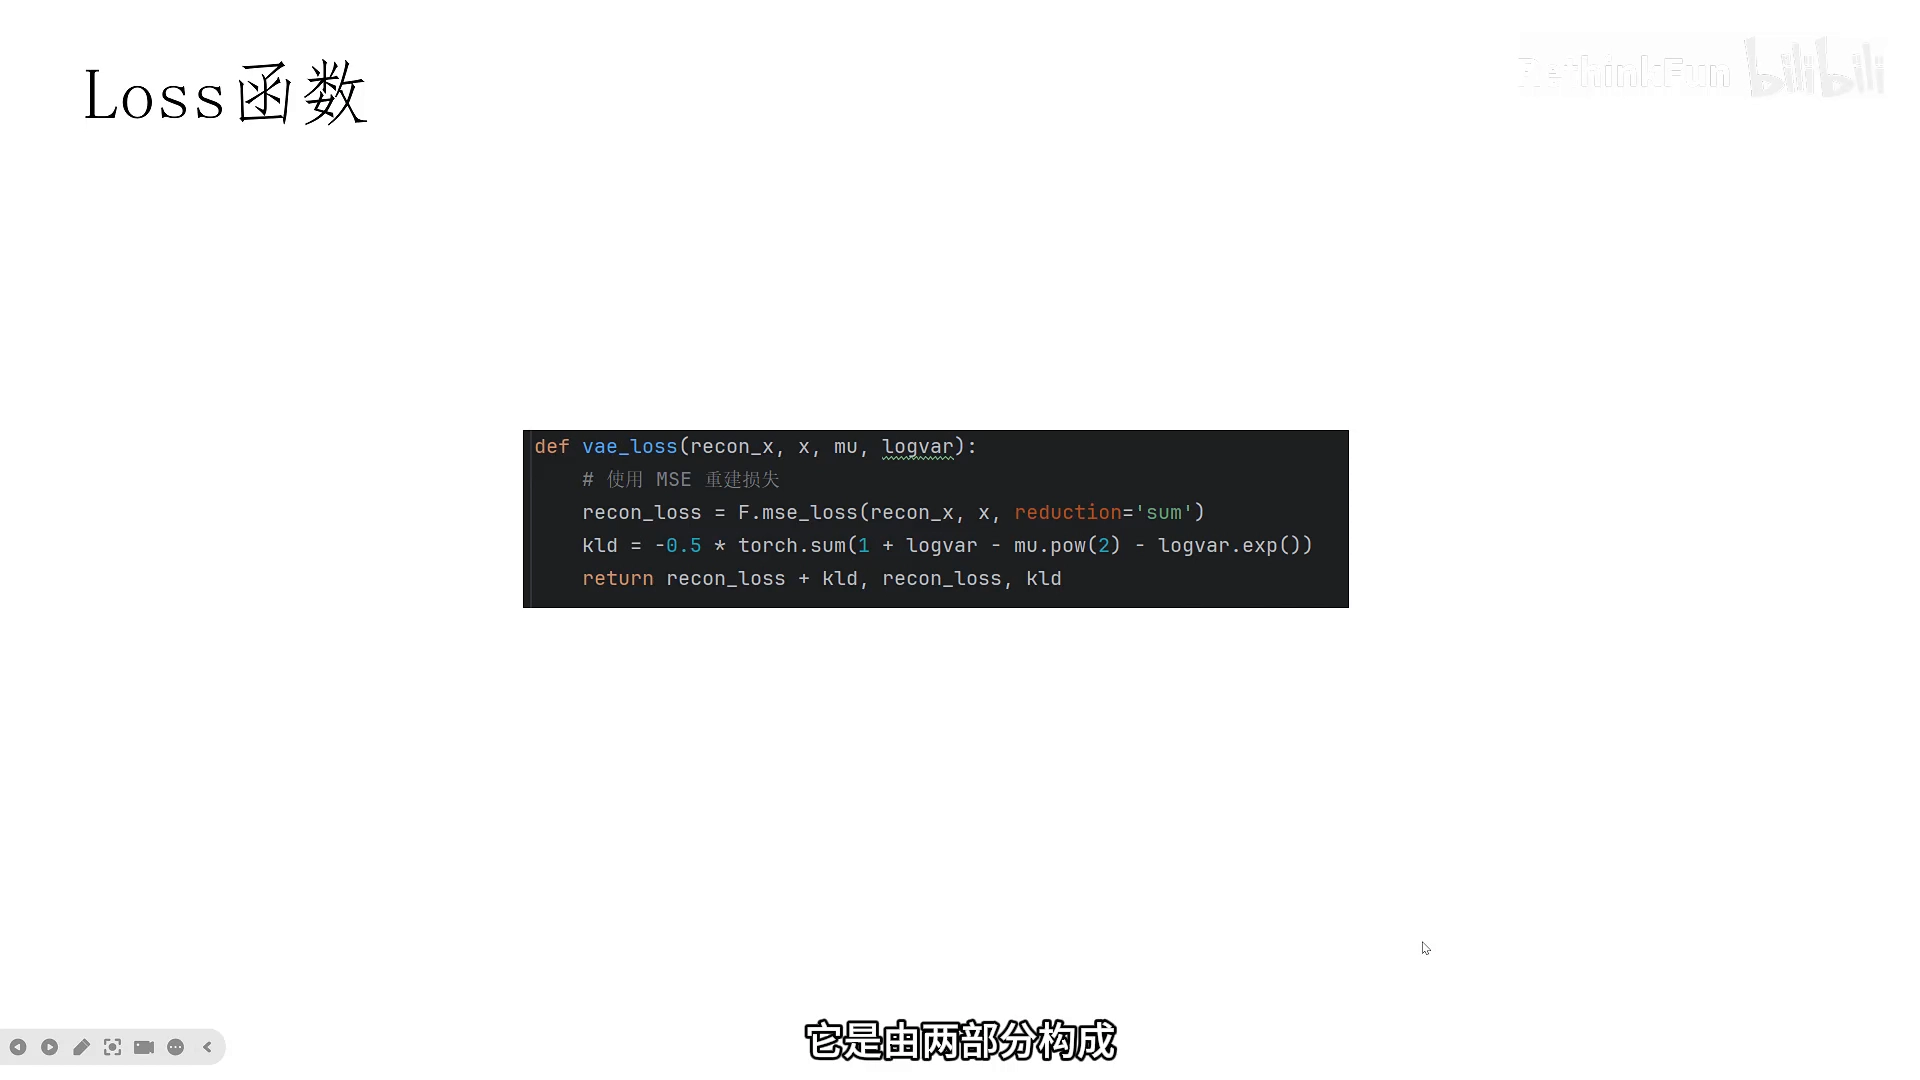 Loss函数
RethinkFun bilibili
def vae_loss(recon_x, x, mu, logvar):
# 使用 MSE 重建损失
recon_loss = F.mse_loss(recon_x, x, reduction='sum')
kld = -0.5 * torch.sum(1 + logvar - mu.pow(2) - logvar.exp())
return recon_loss + kld, recon_loss, kld
它是由两部分构成